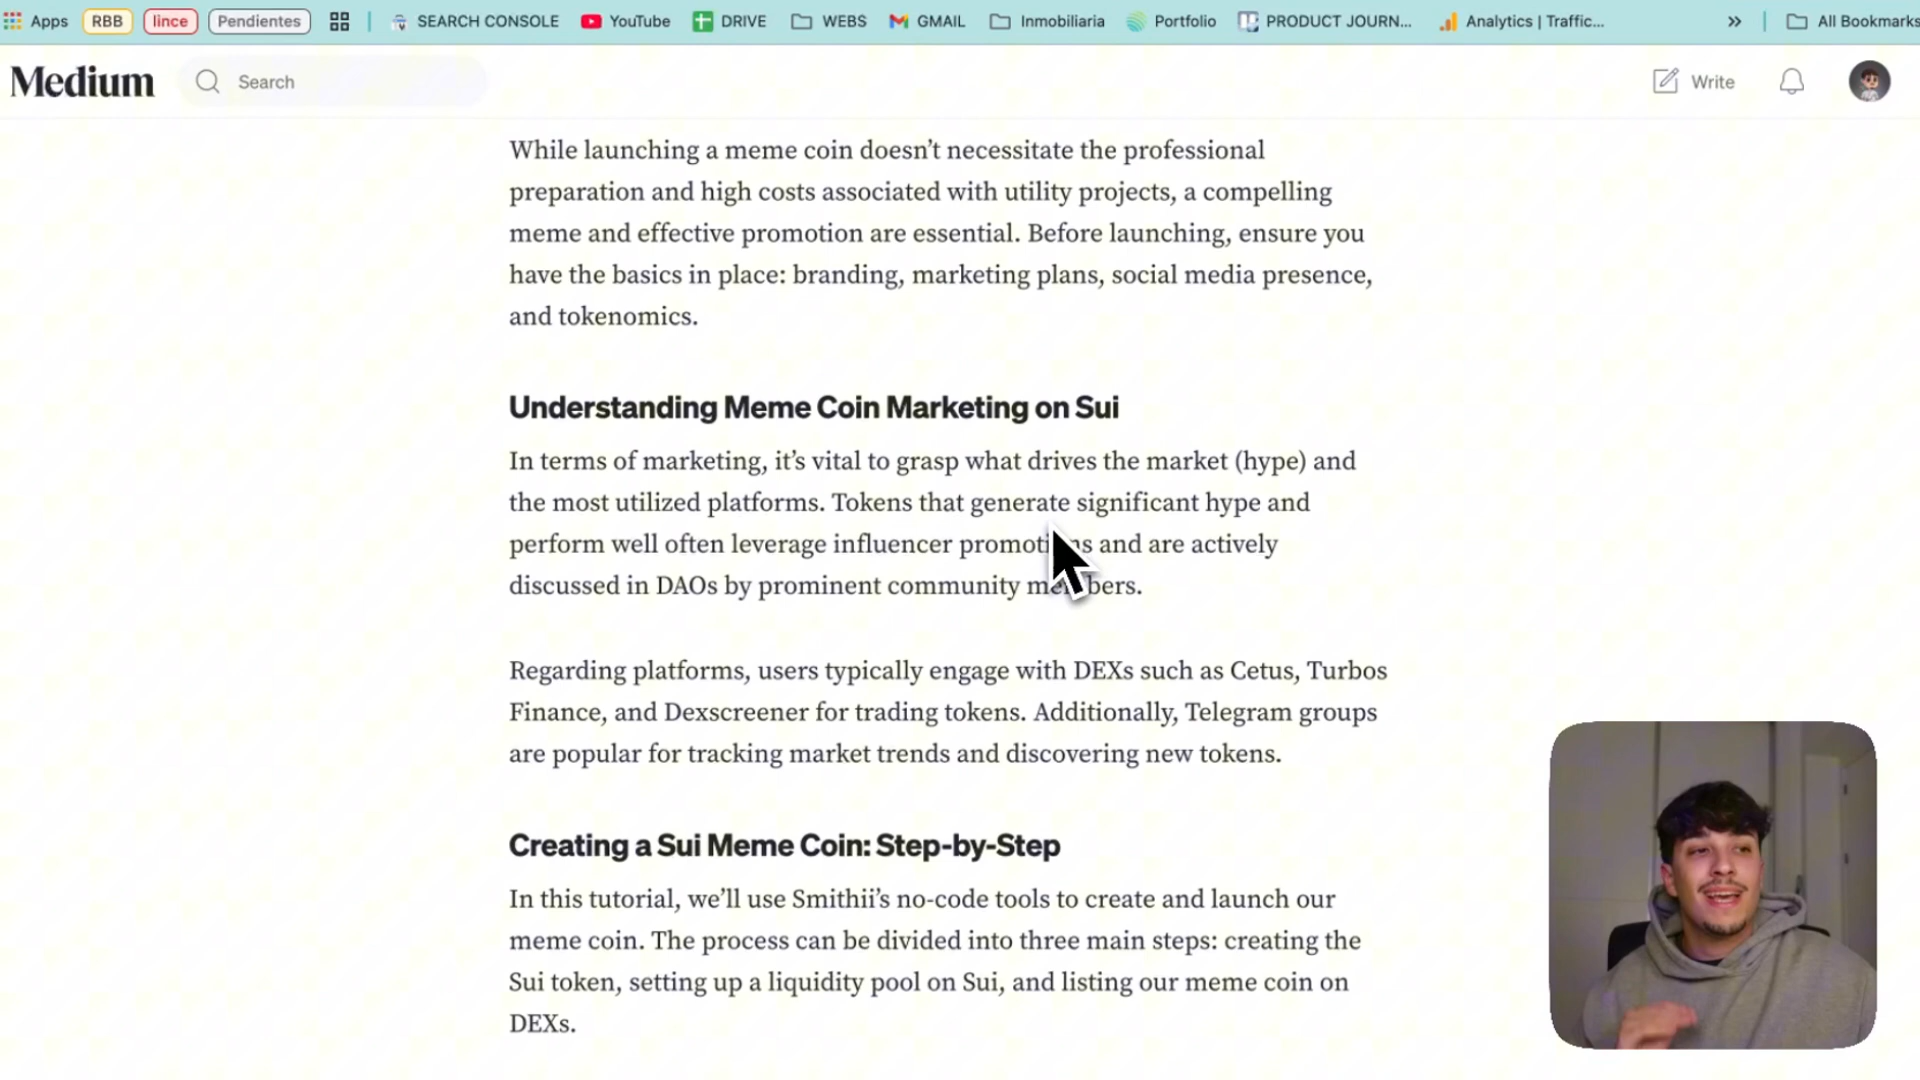 Apps RBB lince Pendientes SEARCH CONSOLE YouTube DRIVE WEBS GMAIL Inmobiliaria Portfolio PRODUCT JOURN... Analytics | Traffic... » All Bookmarks
Medium Search Write
While launching a meme coin doesn’t necessitate the professional
preparation and high costs associated with utility projects, a compelling
meme and effective promotion are essential. Before launching, ensure you
have the basics in place: branding, marketing plans, social media presence,
and tokenomics.
Understanding Meme Coin Marketing on Sui
In terms of marketing, it’s vital to grasp what drives the market (hype) and
the most utilized platforms. Tokens that generate significant hype and
perform well often leverage influencer promotions and are actively
discussed in DAOs by prominent community members.
Regarding platforms, users typically engage with DEXs such as Cetus, Turbos
Finance, and Dexscreener for trading tokens. Additionally, Telegram groups
are popular for tracking market trends and discovering new tokens.
Creating a Sui Meme Coin: Step-by-Step
In this tutorial, we’ll use Smithii’s no-code tools to create and launch our
meme coin. The process can be divided into three main steps: creating the
Sui token, setting up a liquidity pool on Sui, and listing our meme coin on
DEXs.